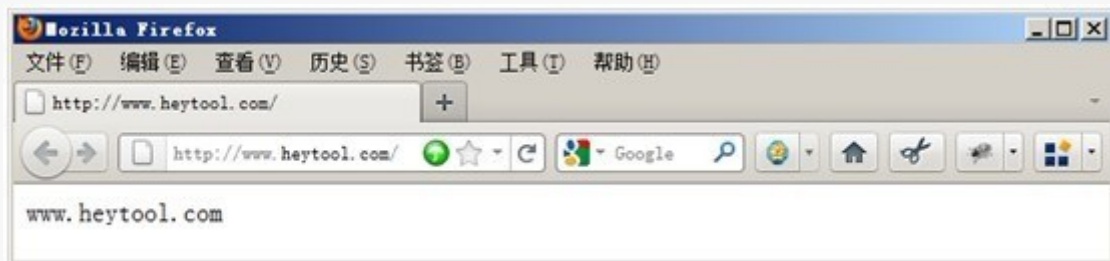 Mozilla Firefox
文件(F) 编辑(E) 查看(V) 历史(S) 书签(B) 工具(T) 帮助(H)
http://www.heytool.com/
http://www.heytool.com/ Google
www.heytool.com